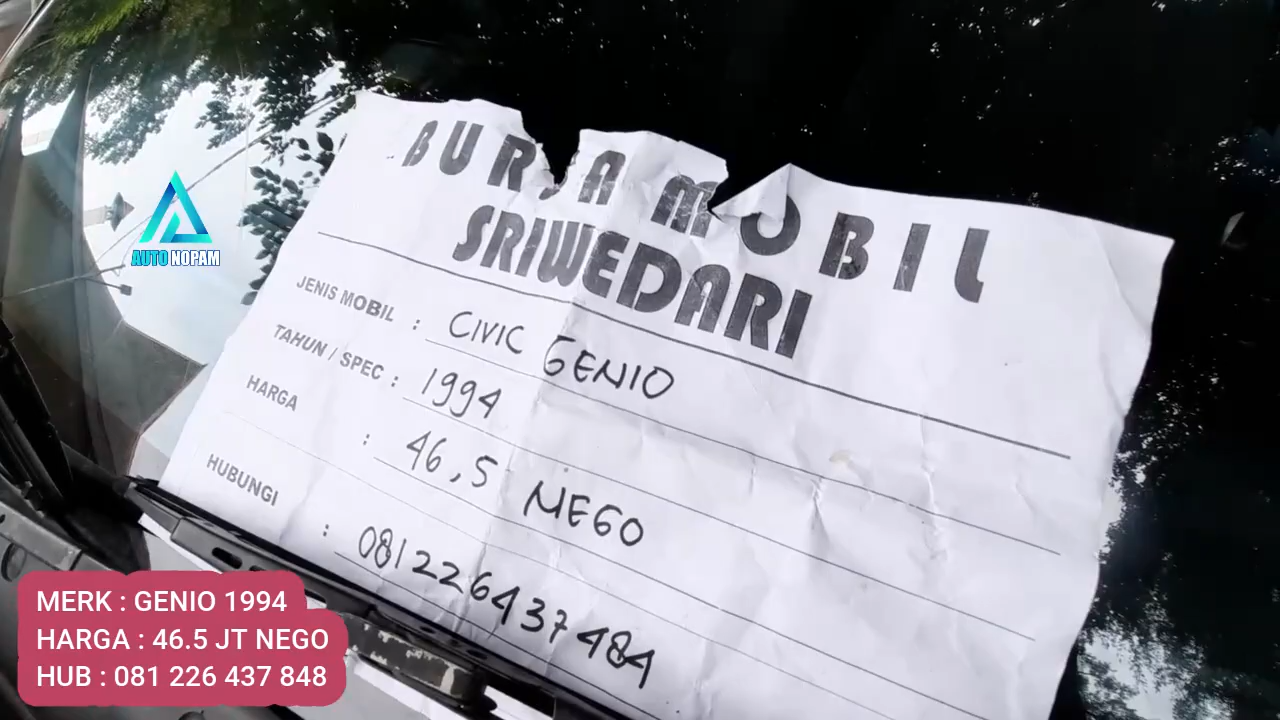 BURSA MOBIL
SRIWEDARI
JENIS MOBIL : CIVIC GENIO
TAHUN / SPEC : 1994
HARGA : 46,5 NEGO
HUBUNGI : 081226437484
AUTO NOPAM
MERK : GENIO 1994
HARGA : 46.5 JT NEGO
HUB : 081 226 437 848